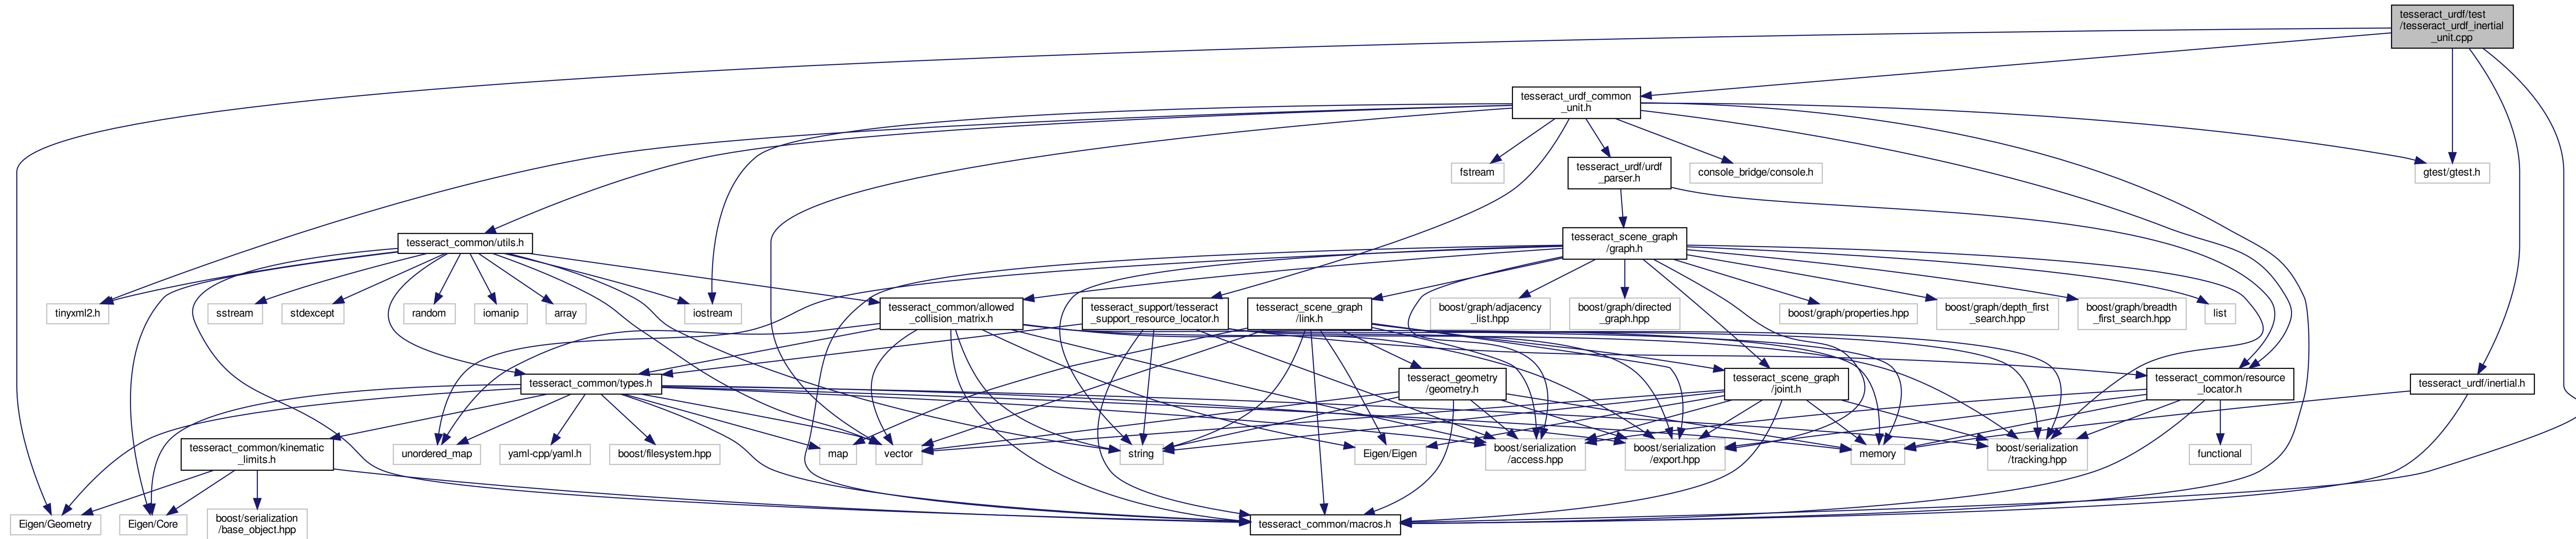 tesseract_urdf/test
/tesseract_urdf_inertial
_unit.cpp
tesseract_urdf_common
_unit.h
fstream
tesseract_urdf/urdf
_parser.h
console_bridge/console.h
gtest/gtest.h
tesseract_common/utils.h
tesseract_scene_graph
/graph.h
tinyxml2.h
sstream
stdexcept
random
iomanip
array
iostream
tesseract_common/allowed
_collision_matrix.h
tesseract_support/tesseract
_support_resource_locator.h
tesseract_scene_graph
/link.h
boost/graph/adjacency
_list.hpp
boost/graph/directed
_graph.hpp
boost/graph/properties.hpp
boost/graph/depth_first
_search.hpp
boost/graph/breadth
_first_search.hpp
list
tesseract_common/types.h
tesseract_geometry
/geometry.h
tesseract_scene_graph
/joint.h
tesseract_common/resource
_locator.h
tesseract_urdf/inertial.h
tesseract_common/kinematic
_limits.h
unordered_map
yaml-cpp/yaml.h
boost/filesystem.hpp
map
vector
string
Eigen/Eigen
boost/serialization
/access.hpp
boost/serialization
/export.hpp
memory
boost/serialization
/tracking.hpp
functional
Eigen/Geometry
Eigen/Core
boost/serialization
/base_object.hpp
tesseract_common/macros.h